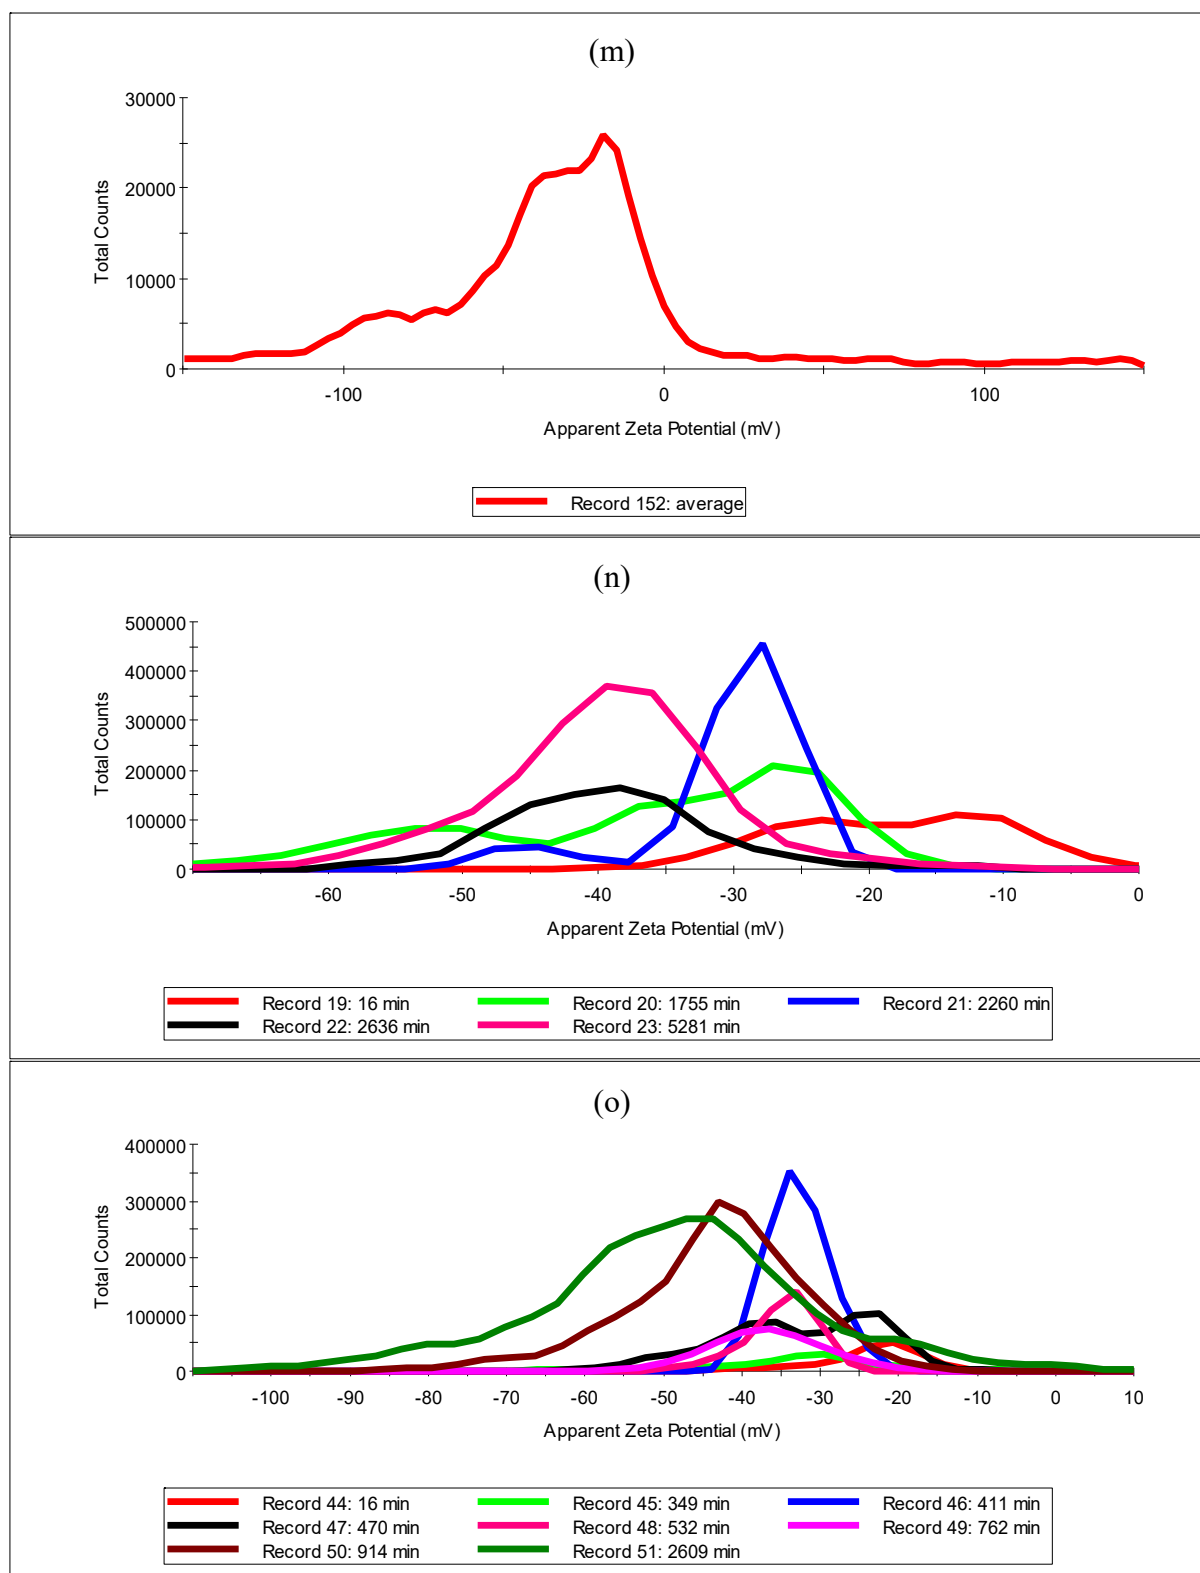 (m)
30000
20000
10000
0
Total Counts
-100 0 100
Apparent Zeta Potential (mV)
Record 152: average
(n)
500000
400000
300000
200000
100000
0
Total Counts
-60 -50 -40 -30 -20 -10 0
Apparent Zeta Potential (mV)
Record 19: 16 min Record 20: 1755 min Record 21: 2260 min
Record 22: 2636 min Record 23: 5281 min
(o)
400000
300000
200000
100000
0
Total Counts
-100 -90 -80 -70 -60 -50 -40 -30 -20 -10 0 10
Apparent Zeta Potential (mV)
Record 44: 16 min Record 45: 349 min Record 46: 411 min
Record 47: 470 min Record 48: 532 min Record 49: 762 min
Record 50: 914 min Record 51: 2609 min